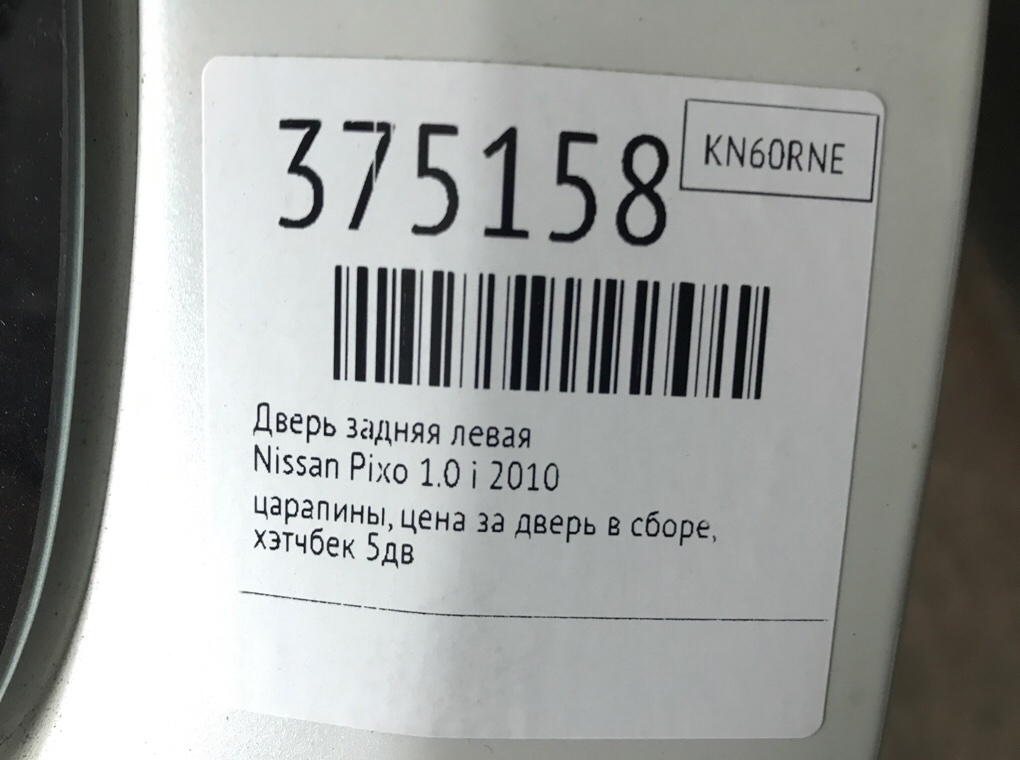 375158
KN60RNE
Дверь задняя левая
Nissan Pixo 1.0 i 2010
царапины, цена за дверь в сборе,
хэтчбек 5дв